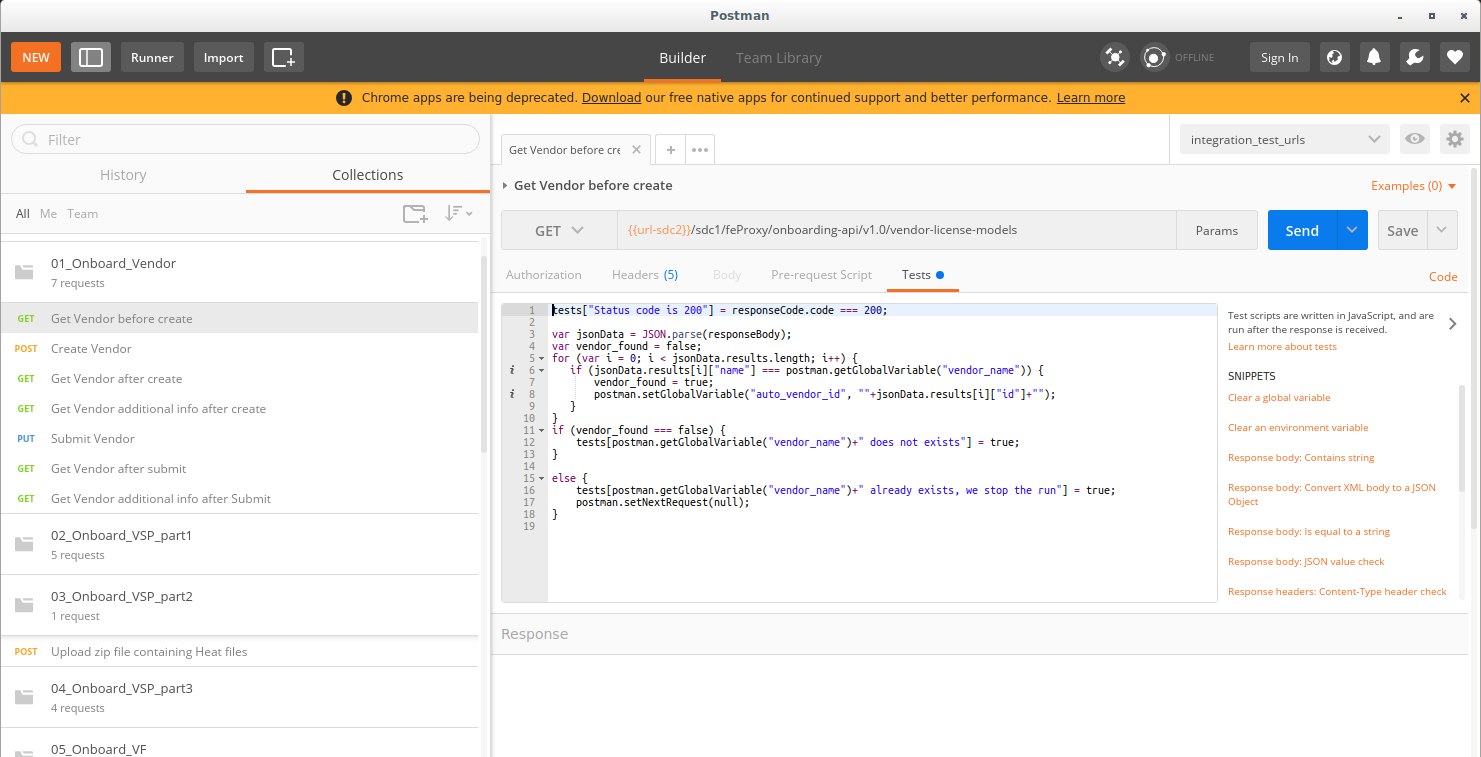 Postman
NEW
Runner
Import
Builder
Team Library
OFFLINE
Sign In
Chrome apps are being deprecated. Download our free native apps for continued support and better performance. Learn more
Filter
History
Collections
All Me Team
01_Onboard_Vendor
7 requests
GET Get Vendor before create
POST Create Vendor
GET Get Vendor after create
GET Get Vendor additional info after create
PUT Submit Vendor
GET Get Vendor after submit
GET Get Vendor additional info after Submit
02_Onboard_VSP_part1
5 requests
03_Onboard_VSP_part2
1 request
POST Upload zip file containing Heat files
04_Onboard_VSP_part3
4 requests
05_Onboard_VF
Get Vendor before cre
integration_test_urls
Get Vendor before create
Examples (0)
GET
{{url-sdc2}}/sdc1/feProxy/onboarding-api/v1.0/vendor-license-models
Params
Send
Save
Authorization
Headers (5)
Body
Pre-request Script
Tests
Code
1 tests["Status code is 200"] = responseCode.code === 200;
2
3 var jsonData = JSON.parse(responseBody);
4 var vendor_found = false;
5 for (var i = 0; i < jsonData.results.length; i++) {
i 6 if (jsonData.results[i]["name"] === postman.getGlobalVariable("vendor_name")) {
7 vendor_found = true;
i 8 postman.setGlobalVariable("auto_vendor_id", ""+jsonData.results[i]["id"]+"");
9 }
10 }
11 if (vendor_found === false) {
12 tests[postman.getGlobalVariable("vendor_name")+" does not exists"] = true;
13 }
14
15 else {
16 tests[postman.getGlobalVariable("vendor_name")+" already exists, we stop the run"] = true;
17 postman.setNextRequest(null);
18 }
19
Test scripts are written in JavaScript, and are
run after the response is received.
Learn more about tests
SNIPPETS
Clear a global variable
Clear an environment variable
Response body: Contains string
Response body: Convert XML body to a JSON
Object
Response body: Is equal to a string
Response body: JSON value check
Response headers: Content-Type header check
Response